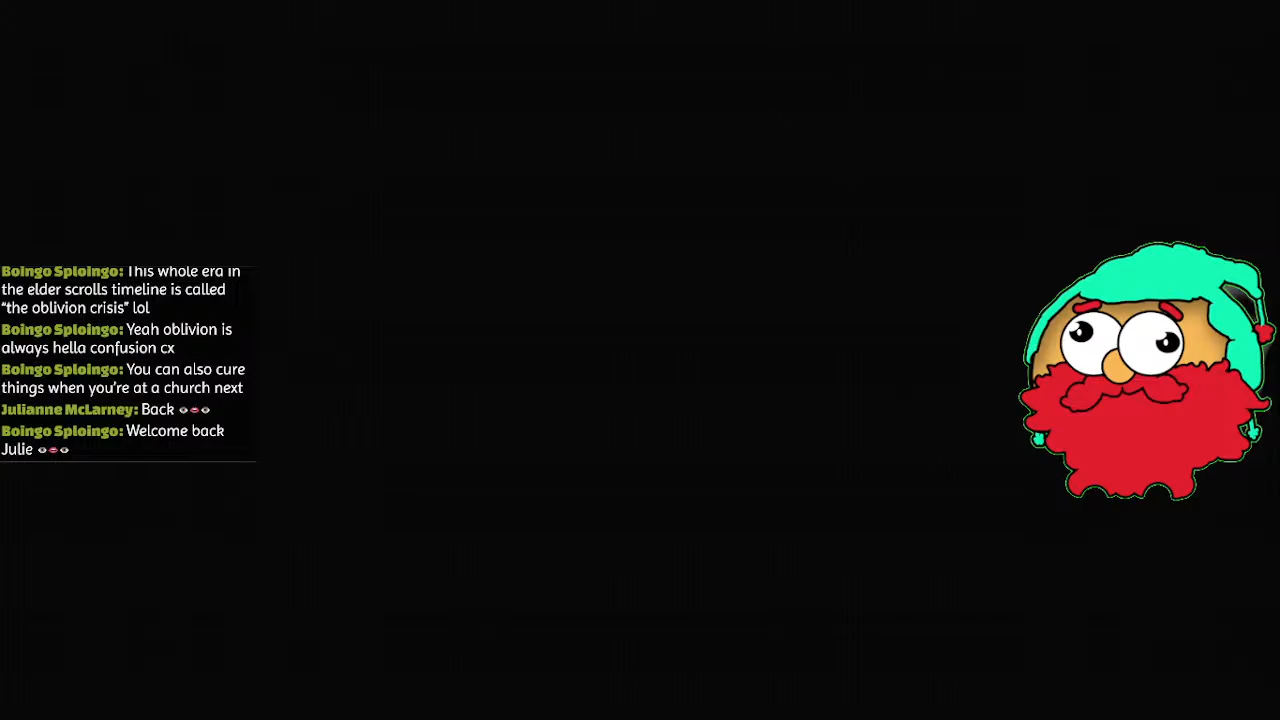 Boingo Sploingo: This whole era in
the elder scrolls timeline is called
“the oblivion crisis” lol
Boingo Sploingo: Yeah oblivion is
always hella confusion cx
Boingo Sploingo: You can also cure
things when you’re at a church next
Julianne McLarney: Back 👁️👄👁️
Boingo Sploingo: Welcome back
Julie 👁️👄👁️